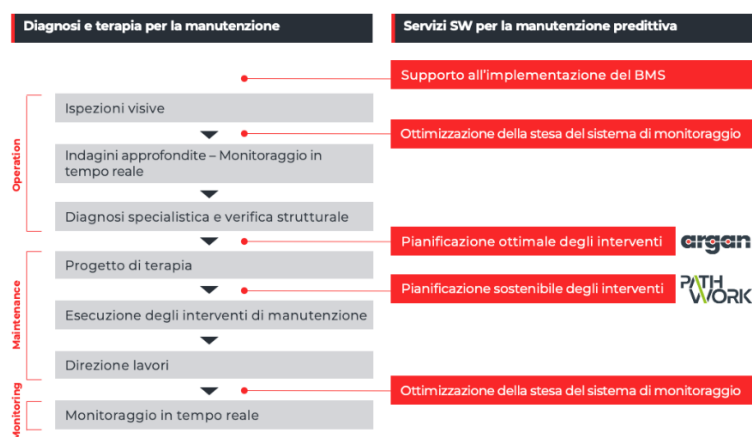 Diagnosi e terapia per la manutenzione
Servizi SW per la manutenzione predittiva
Supporto all'implementazione del BMS
Operation
Ispezioni visive
Ottimizzazione della stesa del sistema di monitoraggio
Indagini approfondite – Monitoraggio in
tempo reale
Diagnosi specialistica e verifica strutturale
Pianificazione ottimale degli interventi
argan
Maintenance
Progetto di terapia
Pianificazione sostenibile degli interventi
PATH
WORK
Esecuzione degli interventi di manutenzione
Direzione lavori
Ottimizzazione della stesa del sistema di monitoraggio
Monitoring
Monitoraggio in tempo reale